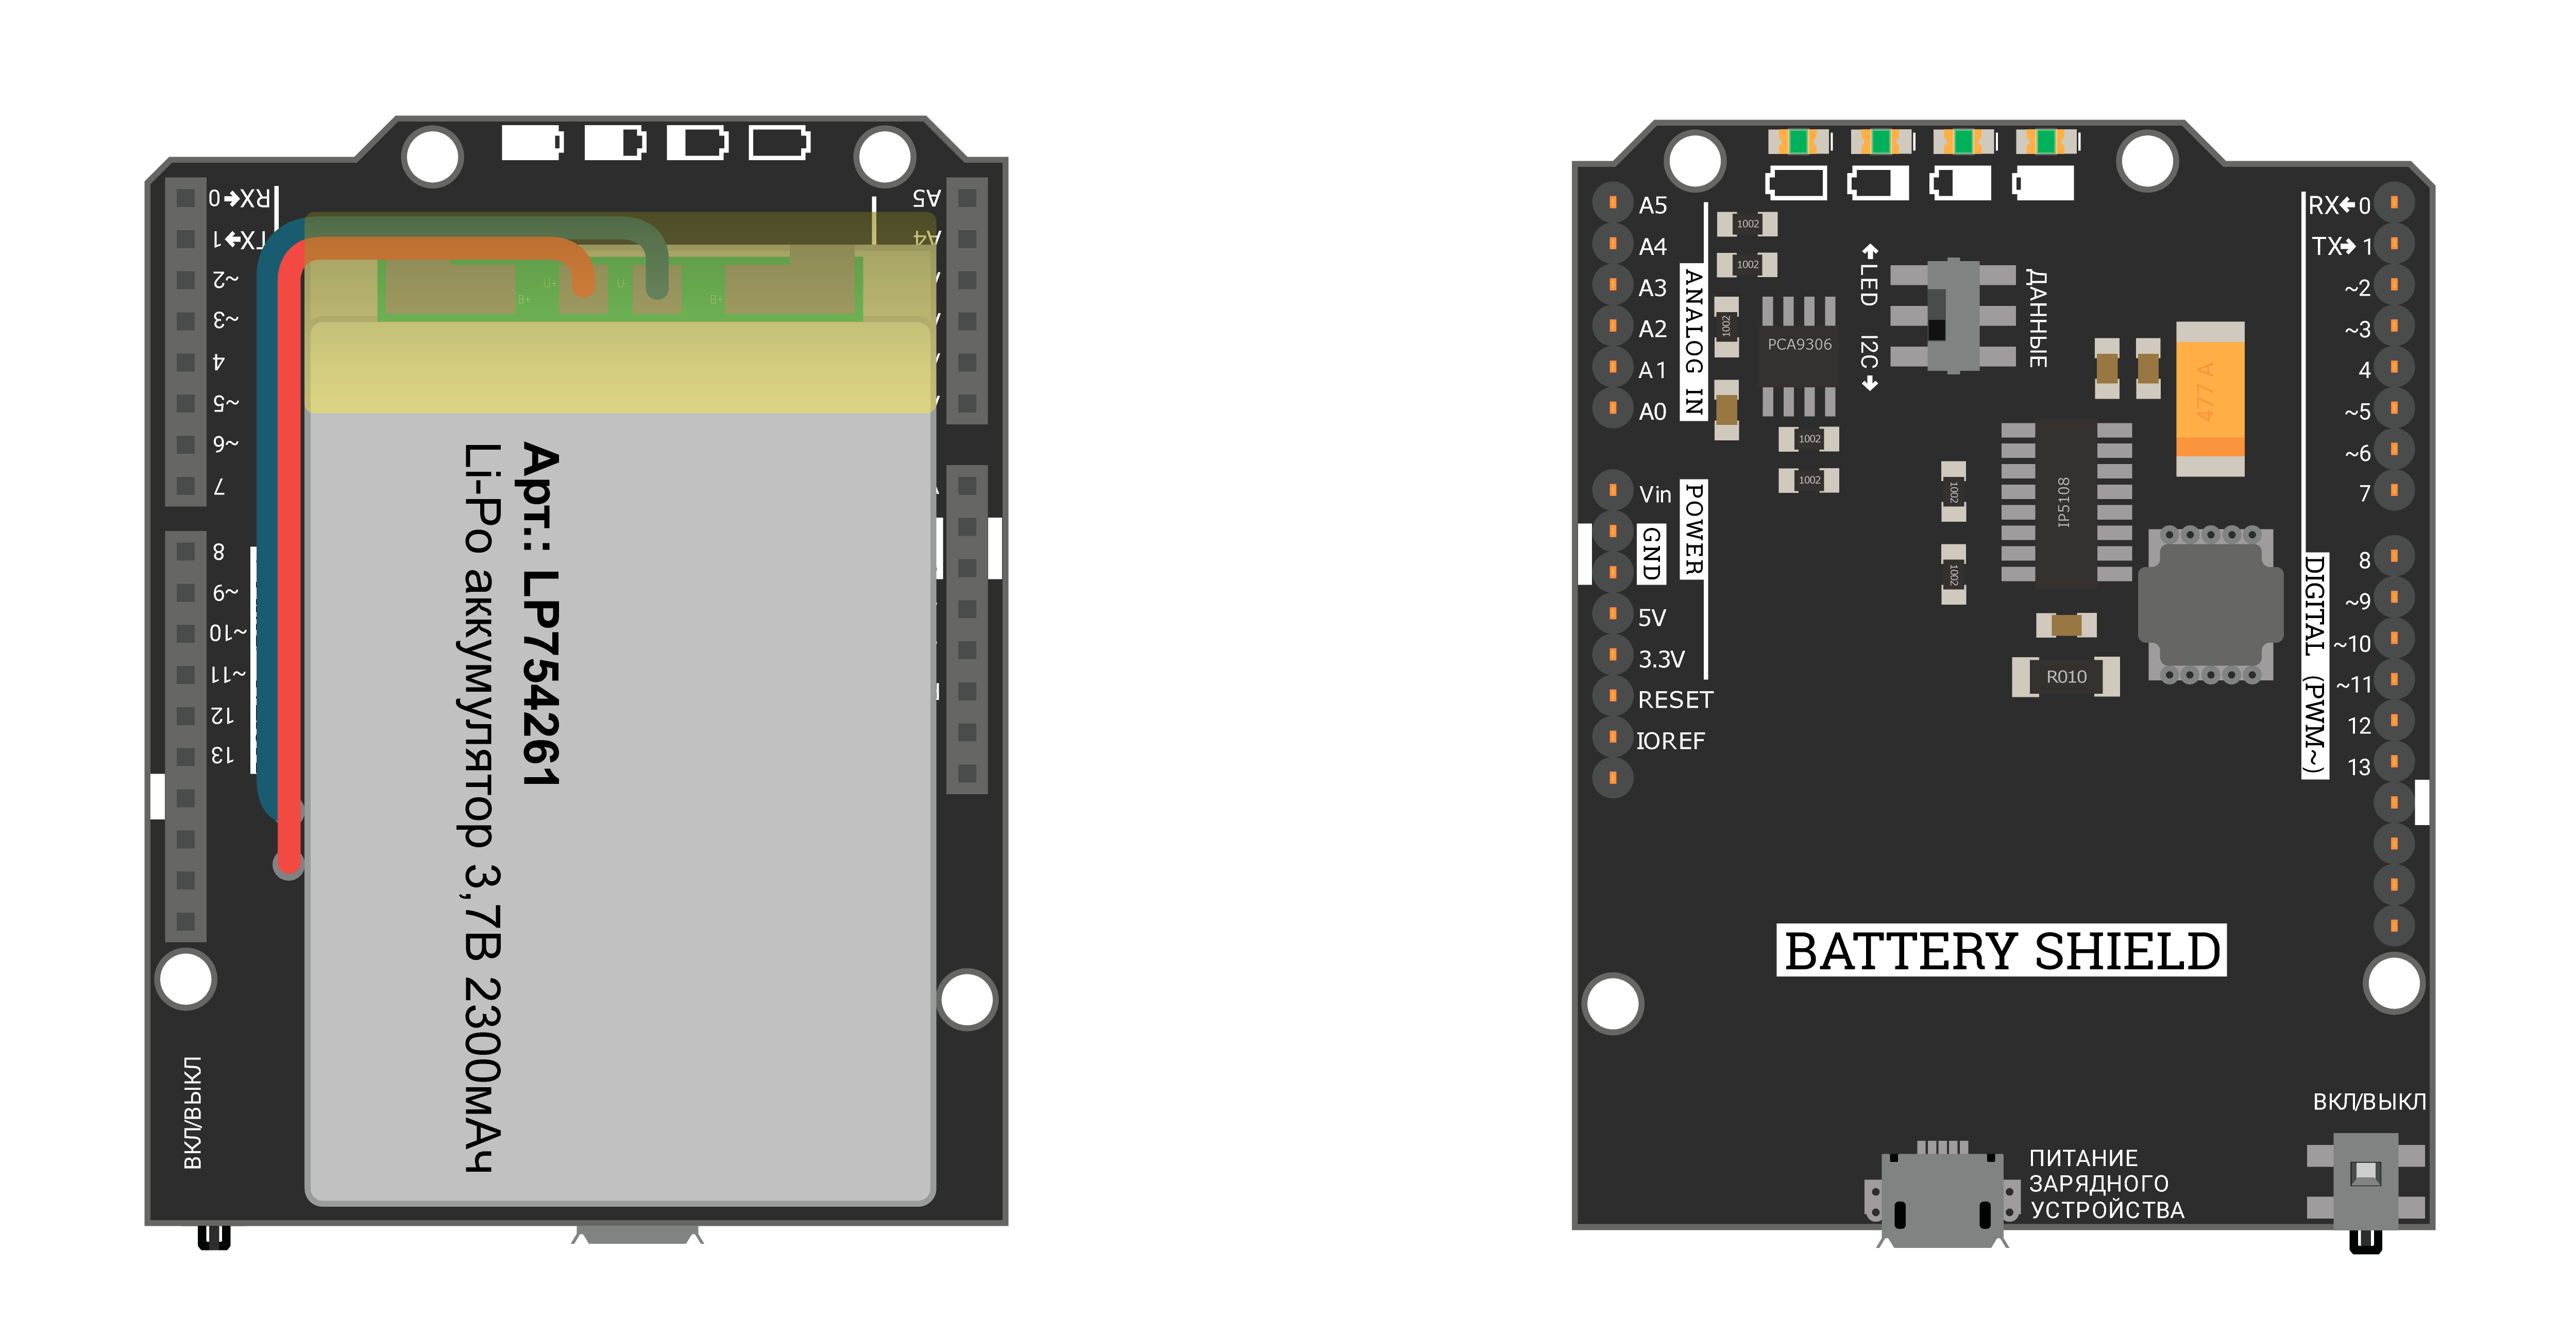 RX→0
TX←1
~2
~3
4
~5
~6
7
8
~9
~10
~11
12
13
ВКЛ/ВЫКЛ
A5
A4
B+
U+
U-
B+
Арт.: LP754261
Li-Po аккумулятор 3,7В 2300мАч
A5
A4
A3
A2
A1
A0
ANALOG IN
Vin
GND
POWER
5V
3.3V
RESET
IOREF
1002
1002
1002
PCA9306
1002
1002
←LED I2C→
ДАННЫЕ
1002
1002
IP5108
477 A
R010
RX←0
TX→1
~2
~3
4
~5
~6
7
8
~9
~10
~11
12
13
DIGITAL (PWM~)
BATTERY SHIELD
ВКЛ/ВЫКЛ
ПИТАНИЕ
ЗАРЯДНОГО
УСТРОЙСТВА